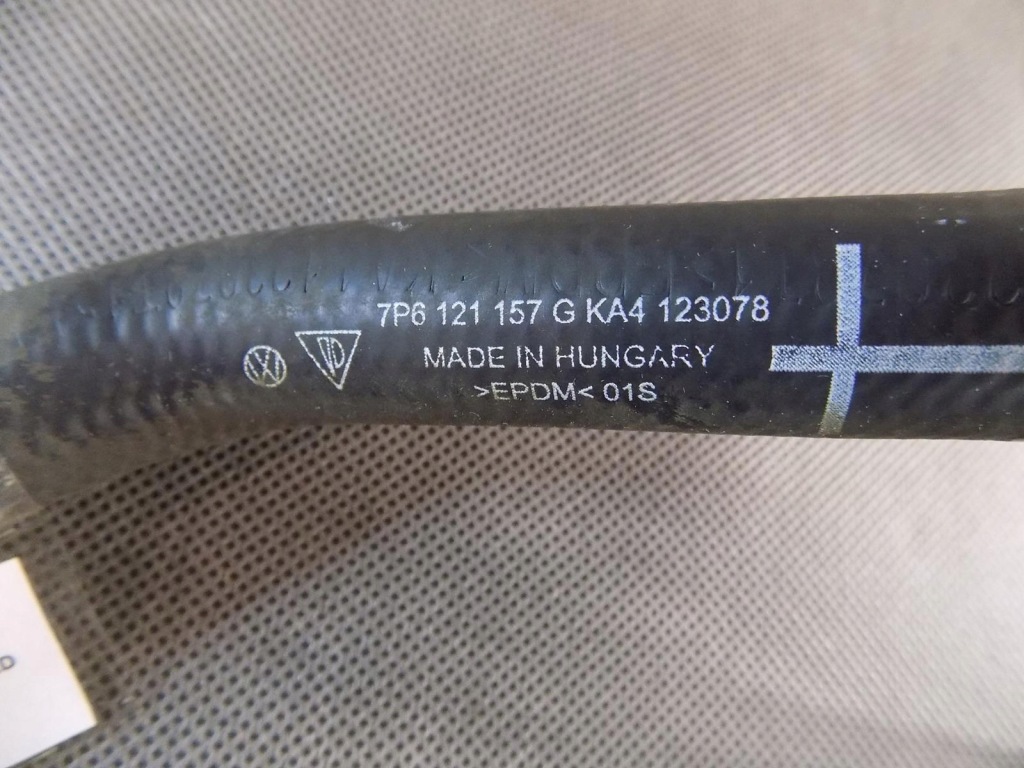 7P6 121 157 G KA4 123078
MADE IN HUNGARY
>EPDM< 01S